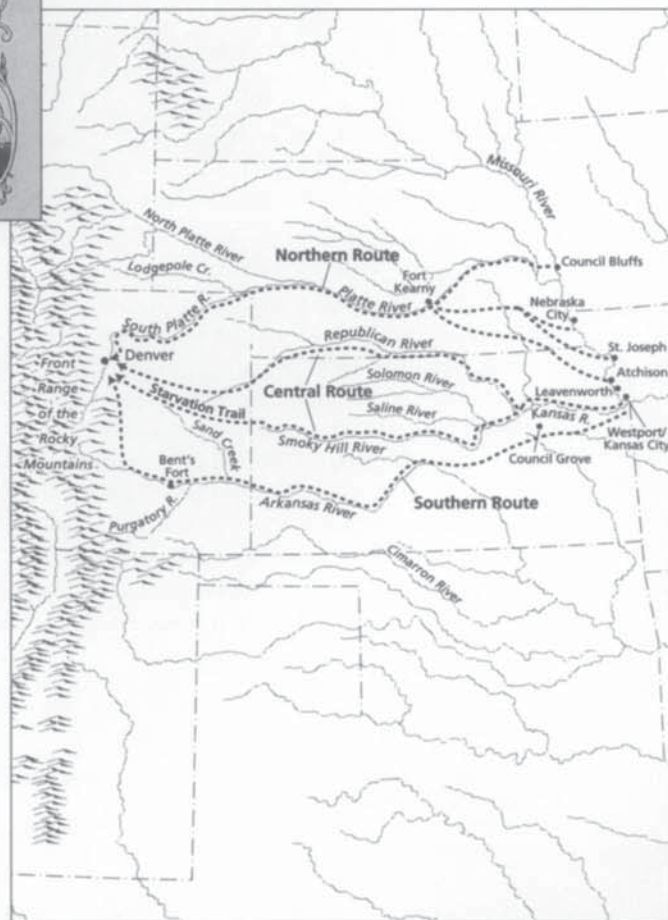 Missouri River
North Platte River
Northern Route
Council Bluffs
Lodgepole Cr.
Fort
Kearny
Platte River
Nebraska
City
South Platte R.
Republican River
St. Joseph
Denver
Solomon River
Atchison
Front
Range
of the
Rocky
Mountains
Starvation Trail
Central Route
Leavenworth
Saline River
Kansas R.
Westport/
Kansas City
Sand Creek
Smoky Hill River
Council Grove
Bent's
Fort
Southern Route
Arkansas River
Purgatory R.
Cimarron River